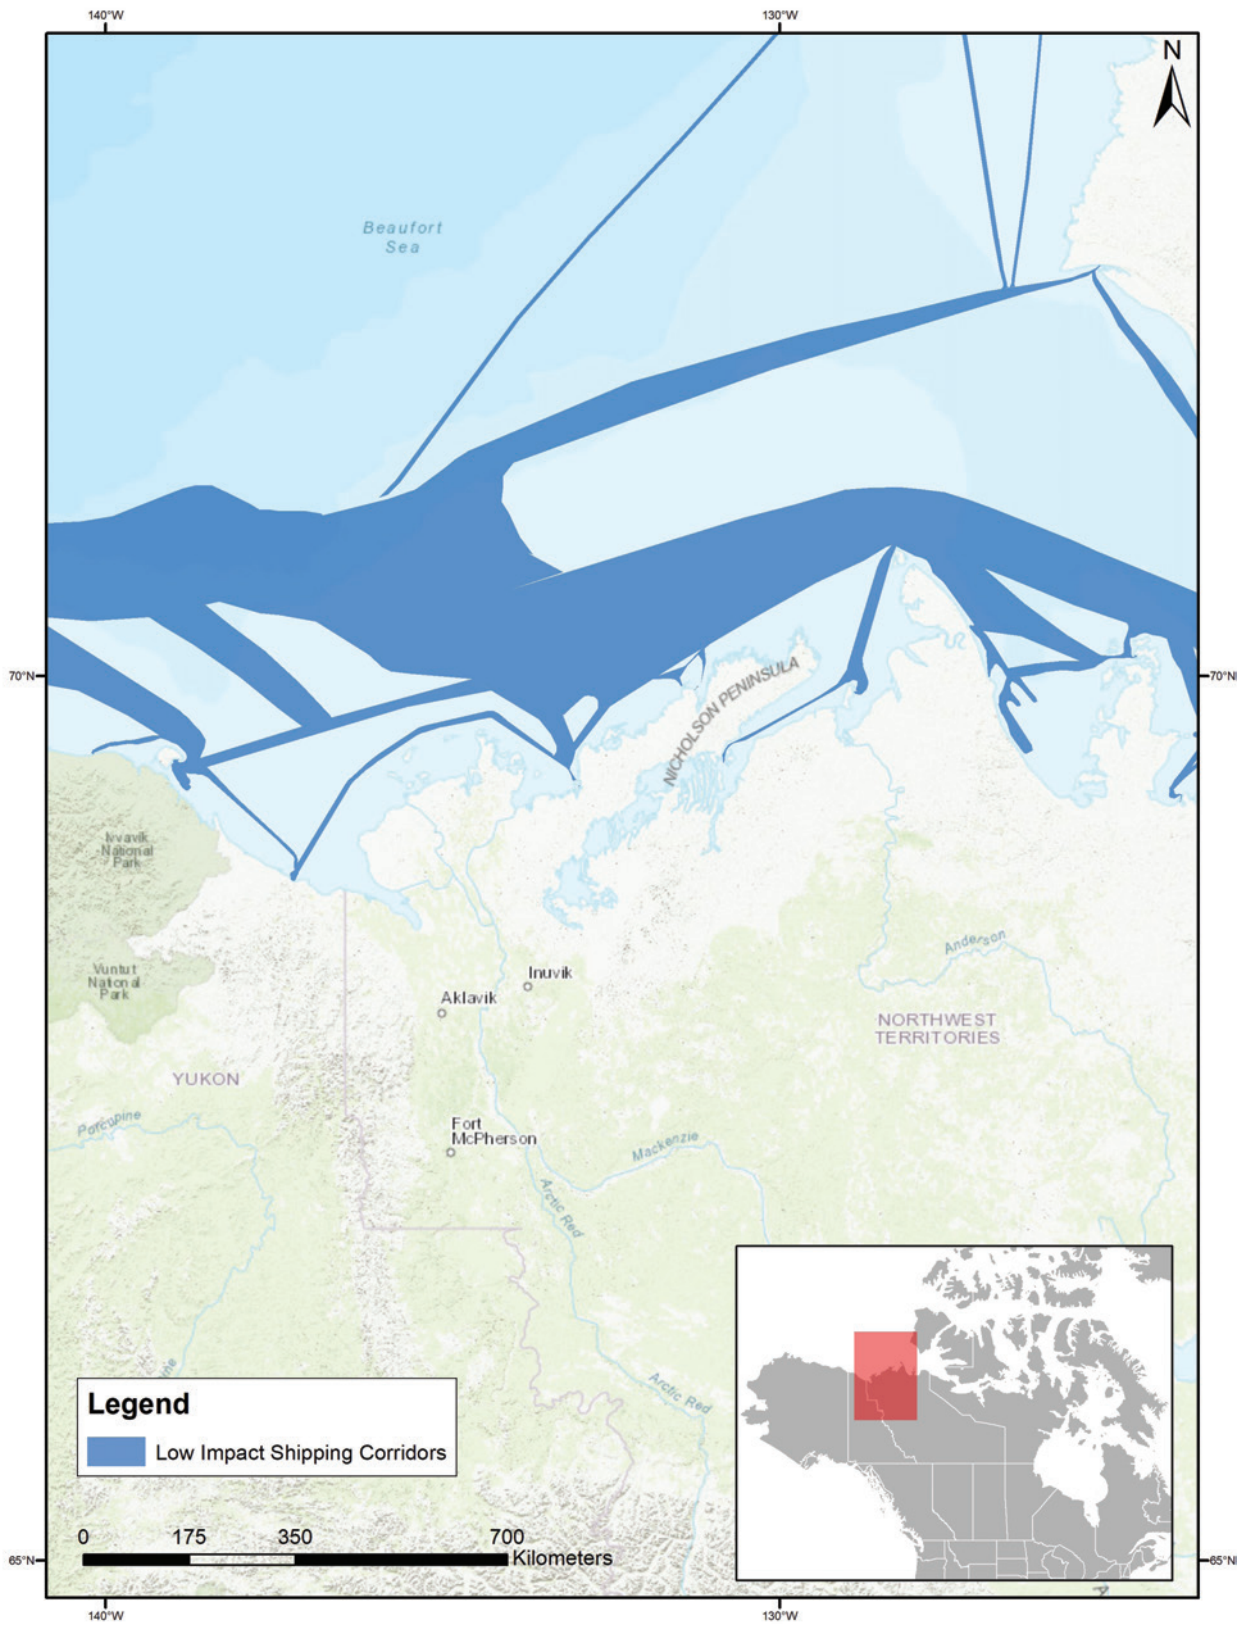 140°W
130°W
N
Beaufort
Sea
70°N
70°N
NICHOLSON PENINSULA
Ivvavik
National
Park
Vuntut
National
Park
Inuvik
Aklavik
Anderson
NORTHWEST
TERRITORIES
YUKON
Porcupine
Fort
McPherson
Mackenzie
Arctic Red
Arctic Red
Legend
Low Impact Shipping Corridors
0
175
350
700
Kilometers
65°N
65°N
140°W
130°W